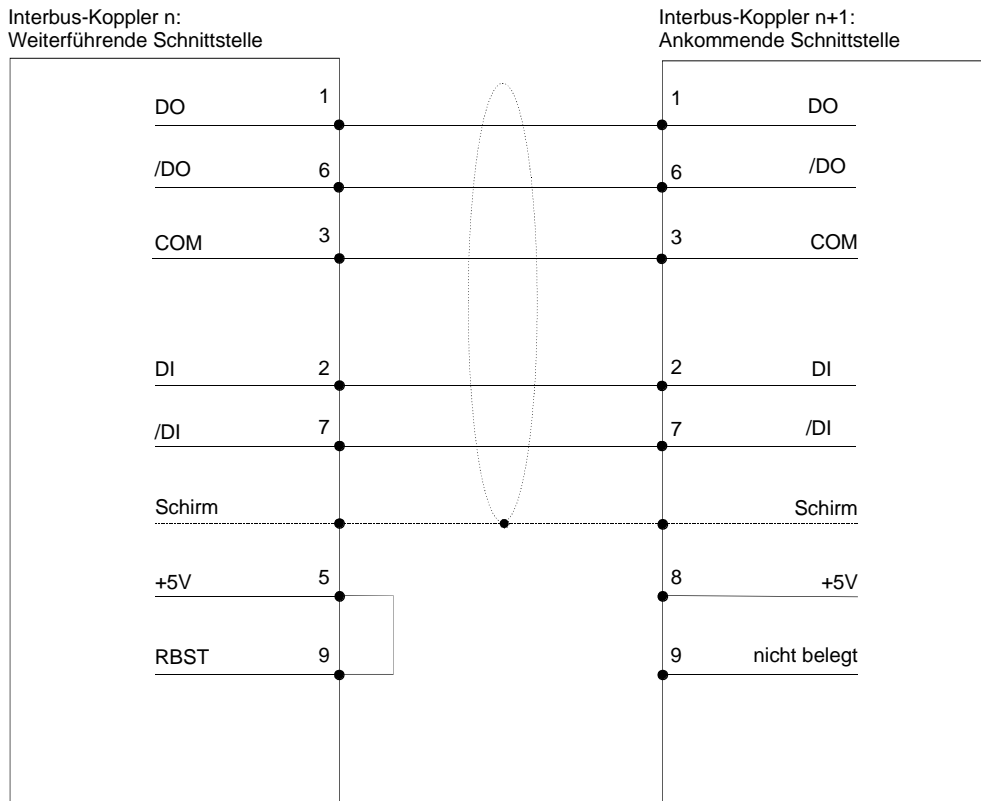 Interbus-Koppler n:
Weiterführende Schnittstelle
Interbus-Koppler n+1:
Ankommende Schnittstelle
DO 1 1 DO
/DO 6 6 /DO
COM 3 3 COM
DI 2 2 DI
/DI 7 7 /DI
Schirm Schirm
+5V 5 8 +5V
RBST 9 9 nicht belegt